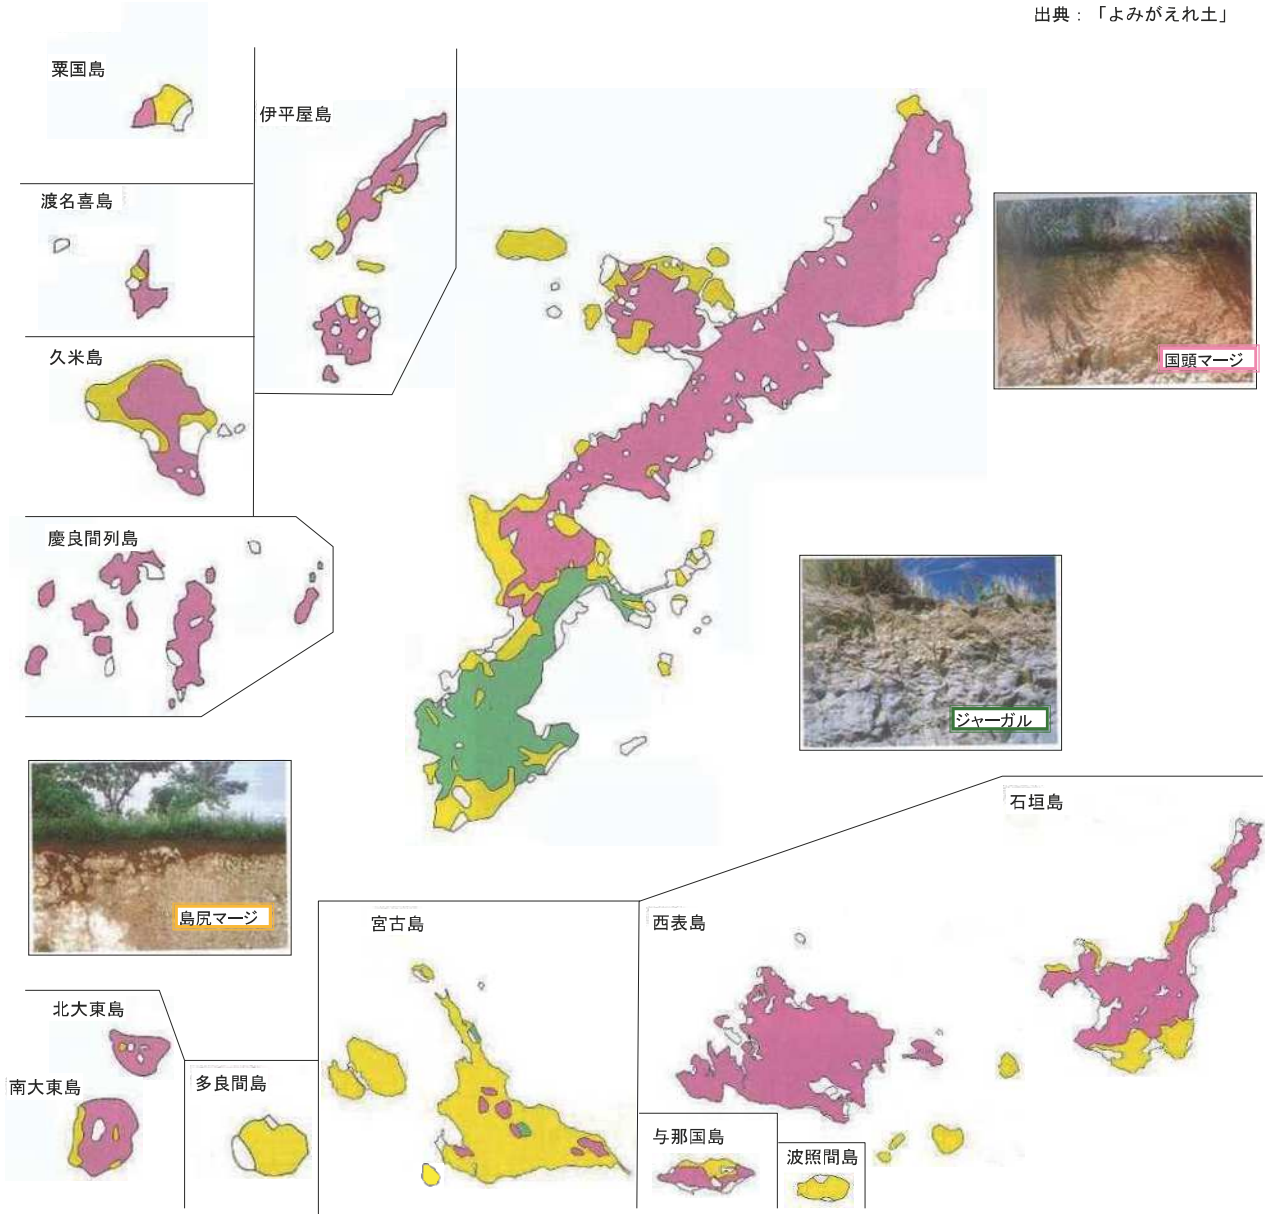 出典：「よみがえれ土」
粟国島
伊平屋島
渡名喜島
国頭マージ
久米島
慶良間列島
ジャーガル
石垣島
島尻マージ
宮古島
西表島
北大東島
南大東島
多良間島
与那国島
波照間島